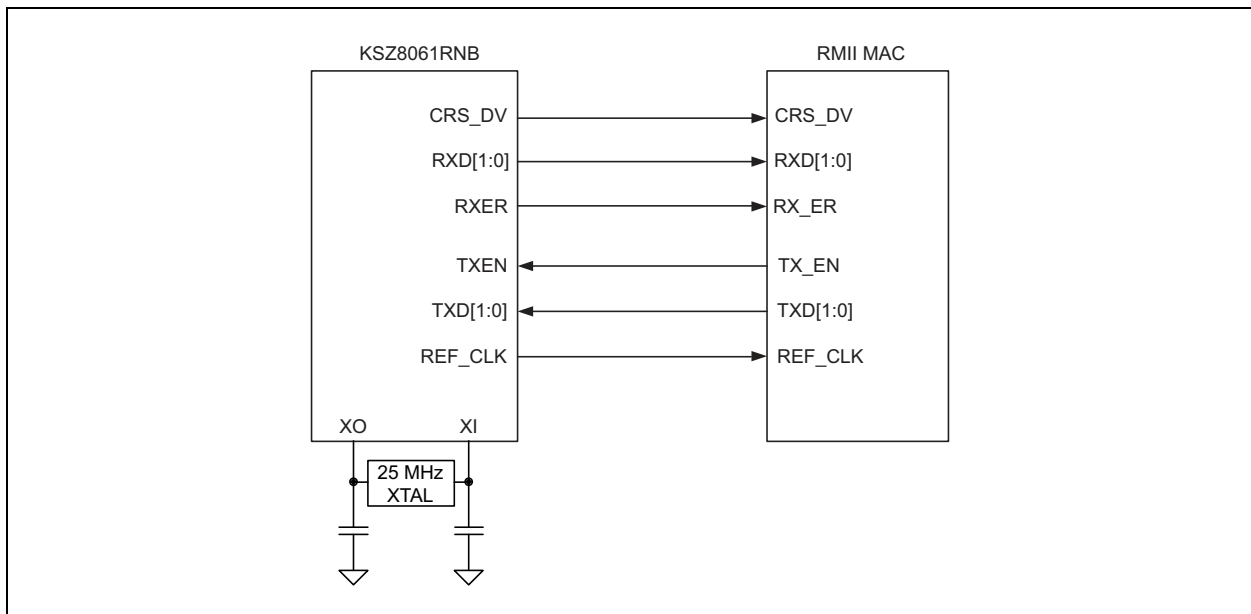 KSZ8061RNB RMII MAC
CRS_DV CRS_DV
RXD[1:0] RXD[1:0]
RXER RX_ER
TXEN TX_EN
TXD[1:0] TXD[1:0]
REF_CLK REF_CLK
XO XI
25 MHz
XTAL